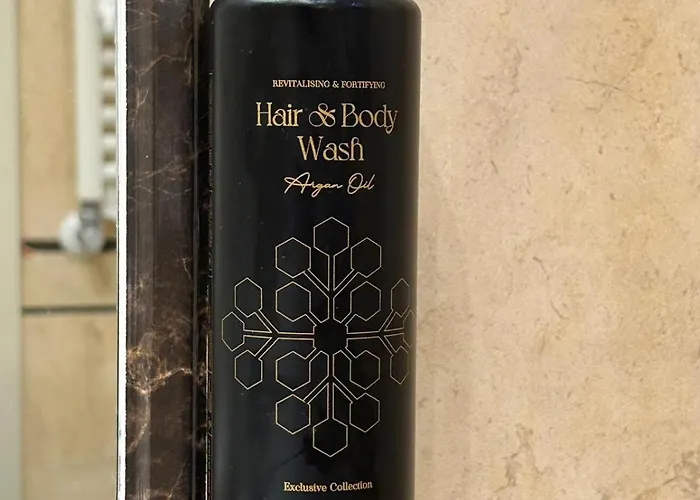 REVITALISING & FORTIFYING
Hair & Body
Wash
Argan Oil
Exclusive Collection